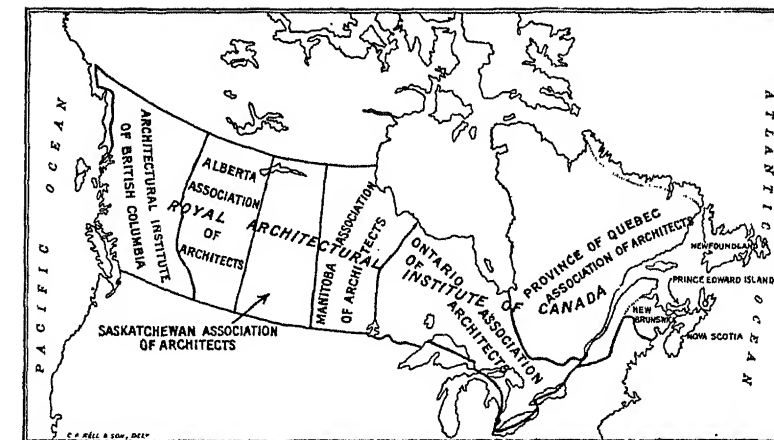 PACIFIC OCEAN
ATLANTIC OCEAN
ARCHITECTURAL INSTITUTE
OF BRITISH COLUMBIA
ALBERTA
ASSOCIATION
OF
ARCHITECTS
ROYAL ARCHITECTURAL INSTITUTE OF CANADA
SASKATCHEWAN ASSOCIATION
OF ARCHITECTS
MANITOBA ASSOCIATION
OF ARCHITECTS
ONTARIO ASSOCIATION
OF ARCHITECTS
PROVINCE OF QUEBEC
ASSOCIATION OF ARCHITECTS
NEWFOUNDLAND
PRINCE EDWARD ISLAND
NEW
BRUNSWK
NOVA SCOTIA